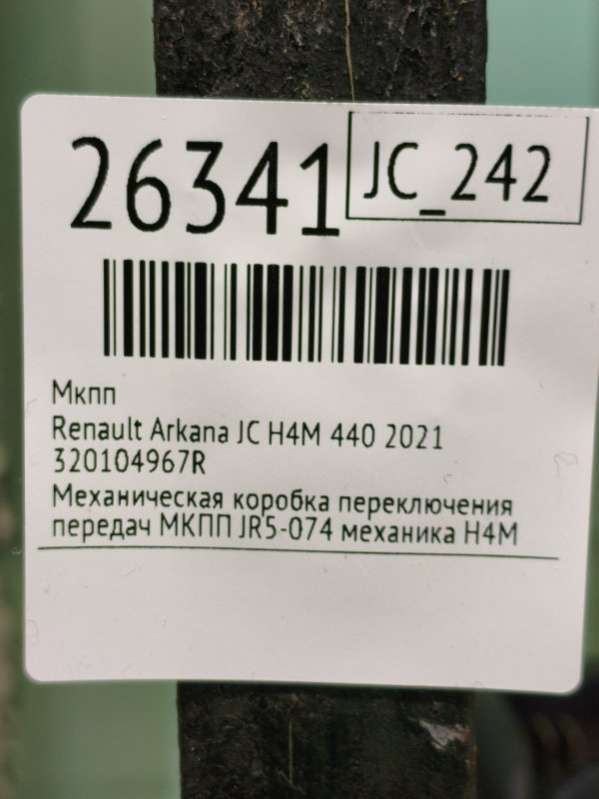 26341
JC_242
Мкпп
Renault Arkana JC H4M 440 2021
320104967R
Механическая коробка переключения
передач МКПП JR5-074 механика H4M